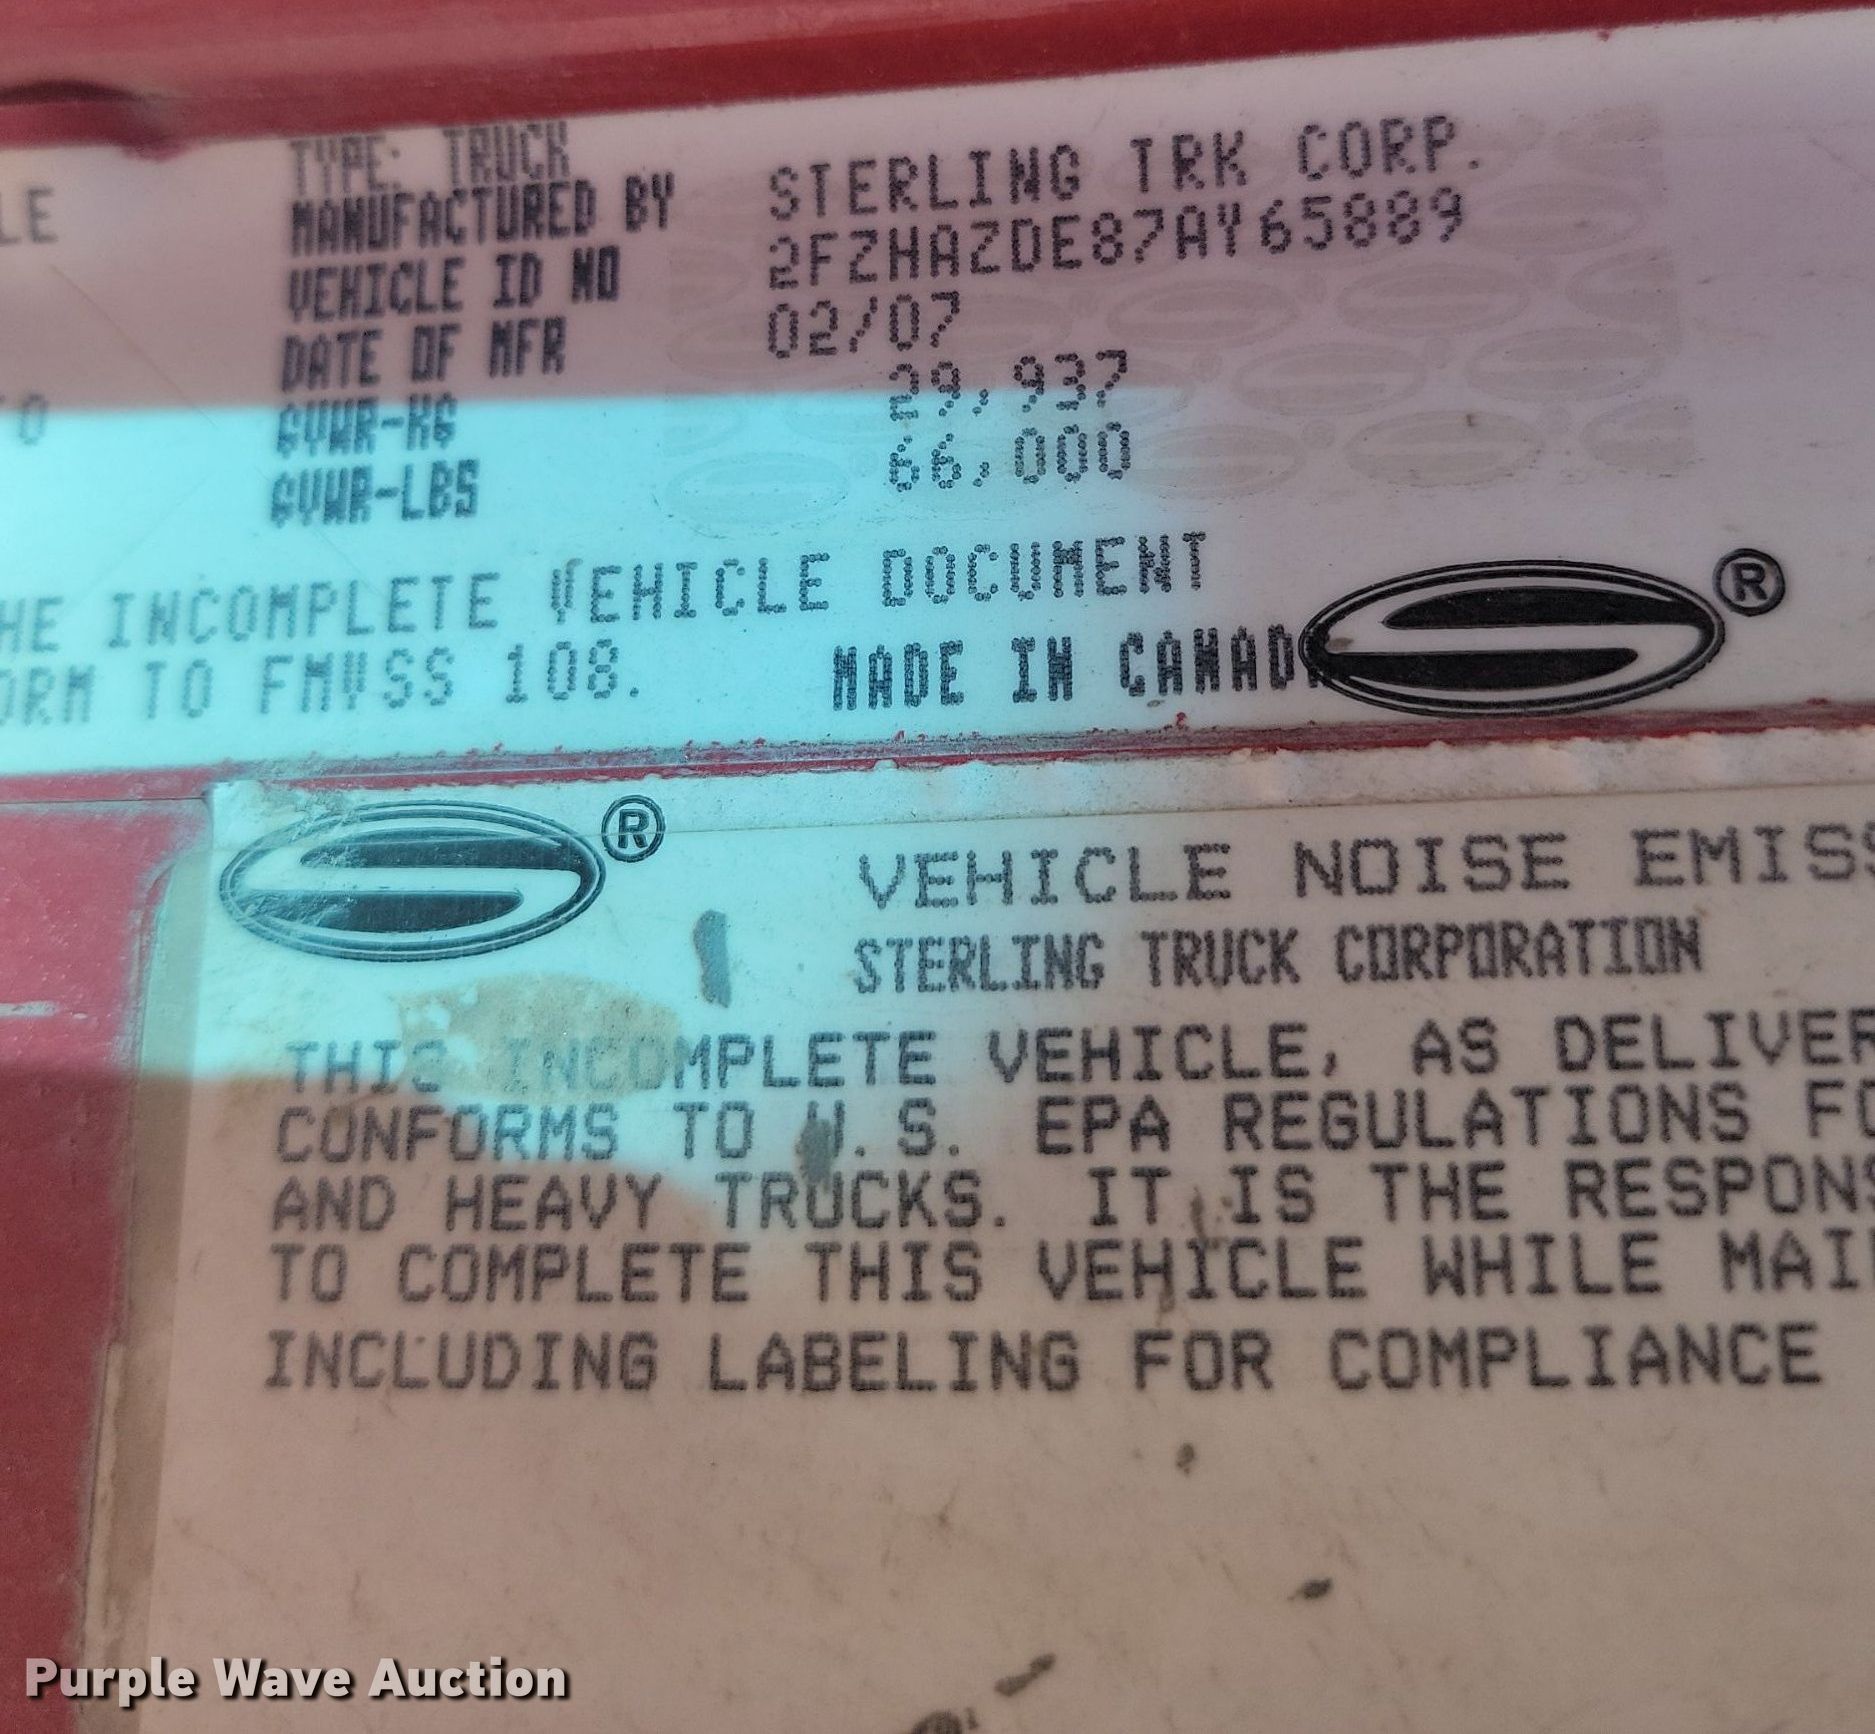 TYPE: TRUCK
LE MANUFACTURED BY STERLING TRK CORP.
VEHICLE ID NO 2FZHAZDE87AY65889
DATE OF MFR 02/07
GVWR-KG 29,937
GVWR-LBS 66,000
HE INCOMPLETE VEHICLE DOCUMENT
ORM TO FMVSS 108. MADE IN CANADA ®
® VEHICLE NOISE EMISS
STERLING TRUCK CORPORATION
THIS INCOMPLETE VEHICLE, AS DELIVER
CONFORMS TO U.S. EPA REGULATIONS FO
AND HEAVY TRUCKS. IT IS THE RESPONS
TO COMPLETE THIS VEHICLE WHILE MAI
INCLUDING LABELING FOR COMPLIANCE
Purple Wave Auction